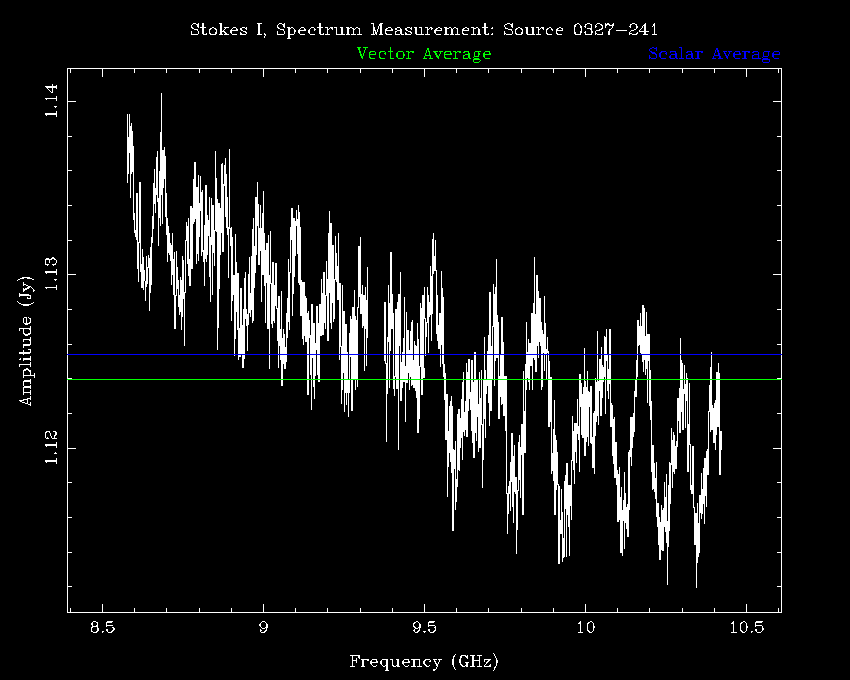 Stokes I, Spectrum Measurement: Source 0327-241
Vector Average Scalar Average
1.14
1.13
1.12
Amplitude (Jy)
8.5 9 9.5 10 10.5
Frequency (GHz)